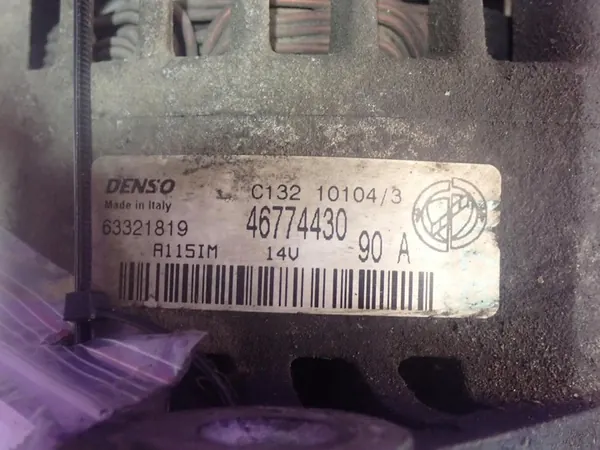 DENSO C132 10104/3
Made in Italy
63321819 46774430
A115IM 14V 90 A